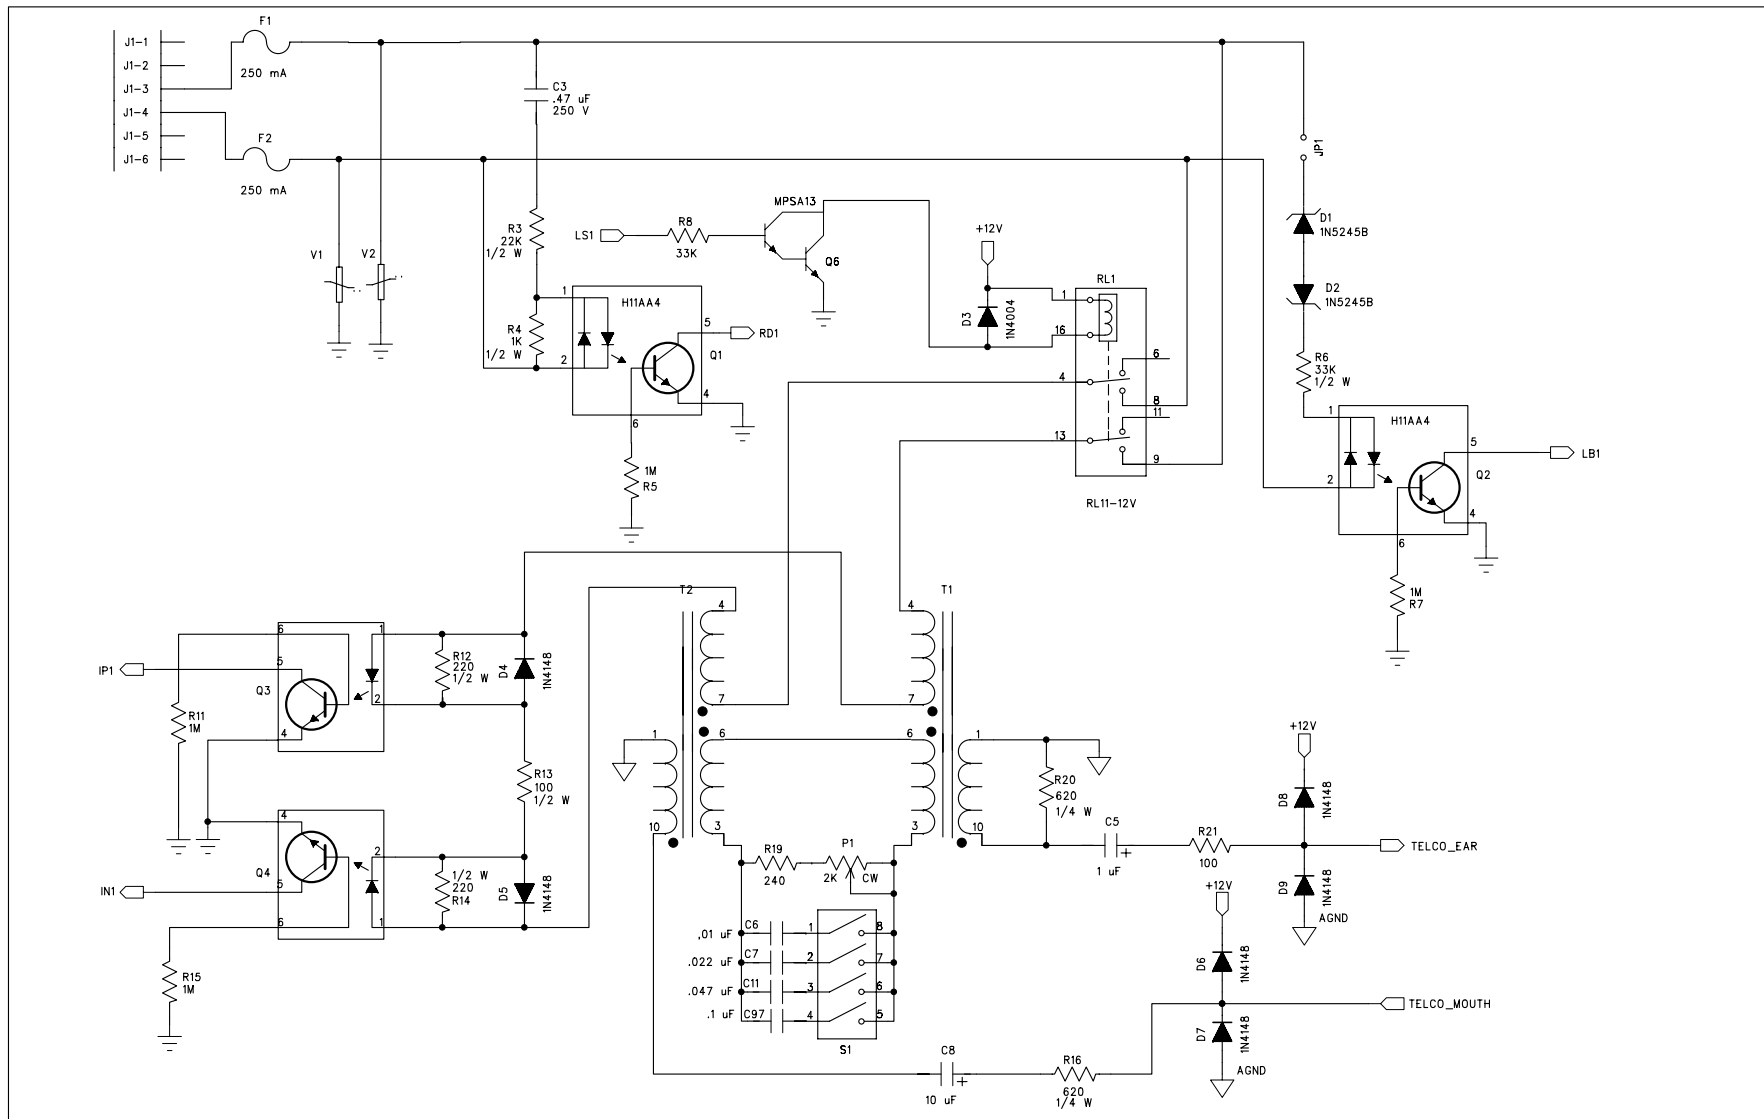 J1-1
J1-2
J1-3
J1-4
J1-5
J1-6
F1
250 mA
F2
250 mA
C3
.47 uF
250 V
V1
V2
R3
22K
1/2 W
R4
1K
1/2 W
1
2
H11AA4
5
4
6
Q1
RD1
1M
R5
LS1
R8
33K
MPSA13
Q6
+12V
D3
1N4004
RL1
1
16
4
13
6
8
11
9
RL11-12V
JP1
D1
1N5245B
D2
1N5245B
R6
33K
1/2 W
1
2
H11AA4
5
4
6
Q2
LB1
1M
R7
IP1
R11
1M
Q3
6
5
4
1
2
R12
220
1/2 W
D4
1N4148
R13
100
1/2 W
IN1
R15
1M
Q4
4
5
6
2
1
1/2 W
220
R14
D5
1N4148
T2
4
7
1
10
6
3
T1
4
7
6
3
1
10
R20
620
1/4 W
C5
+
1 uF
R21
100
+12V
D8
1N4148
TELCO_EAR
D9
1N4148
AGND
R19
240
P1
2K
CW
C6
,01 uF
C7
.022 uF
C11
.047 uF
C97
.1 uF
1
2
3
4
8
7
6
5
S1
C8
+
10 uF
R16
620
1/4 W
+12V
D6
1N4148
TELCO_MOUTH
D7
1N4148
AGND